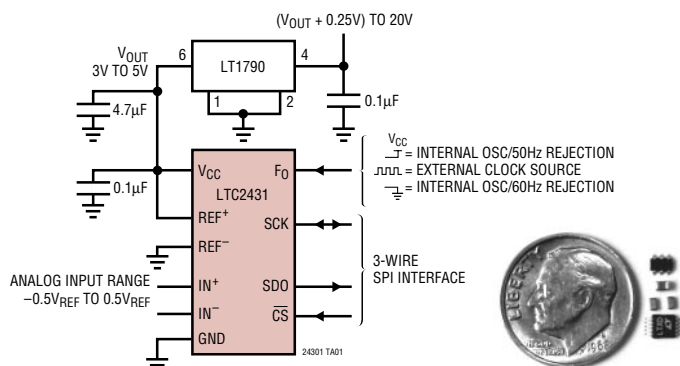 (VOUT + 0.25V) TO 20V
VOUT
3V TO 5V
6
LT1790
4
1
2
4.7µF
0.1µF
0.1µF
VCC
LTC2431
REF+
REF–
IN+
IN–
GND
FO
SCK
SDO
CS
ANALOG INPUT RANGE
–0.5VREF TO 0.5VREF
VCC
= INTERNAL OSC/50Hz REJECTION
= EXTERNAL CLOCK SOURCE
= INTERNAL OSC/60Hz REJECTION
3-WIRE
SPI INTERFACE
24301 TA01
LIBERTY